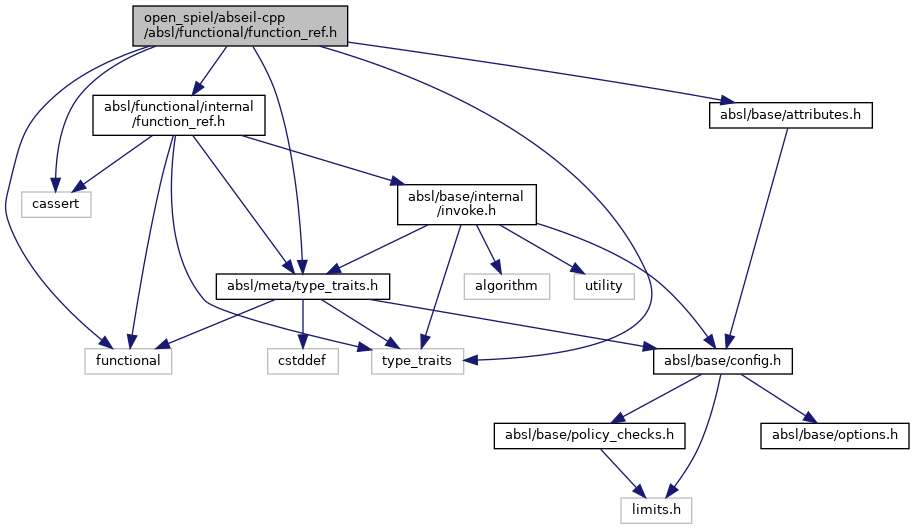 open_spiel/abseil-cpp
/absl/functional/function_ref.h
absl/functional/internal
/function_ref.h
absl/base/attributes.h
cassert
absl/base/internal
/invoke.h
absl/meta/type_traits.h
algorithm
utility
functional
cstddef
type_traits
absl/base/config.h
absl/base/policy_checks.h
absl/base/options.h
limits.h